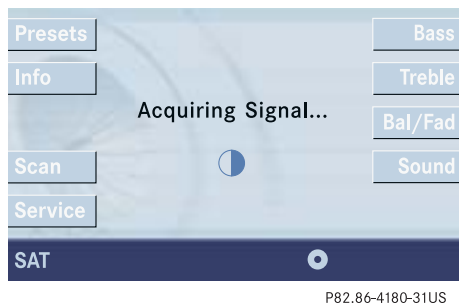 Presets
Bass
Info
Treble
Acquiring Signal...
Bal/Fad
Scan
Sound
Service
SAT
P82.86-4180-31US